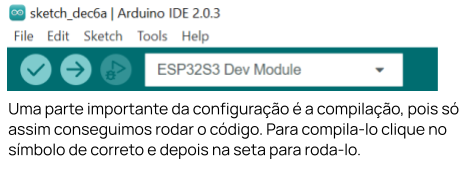 sketch_dec6a | Arduino IDE 2.0.3
File Edit Sketch Tools Help
ESP32S3 Dev Module
Uma parte importante da configuração é a compilação, pois só
assim conseguimos rodar o código. Para compila-lo clique no
símbolo de correto e depois na seta para roda-lo.